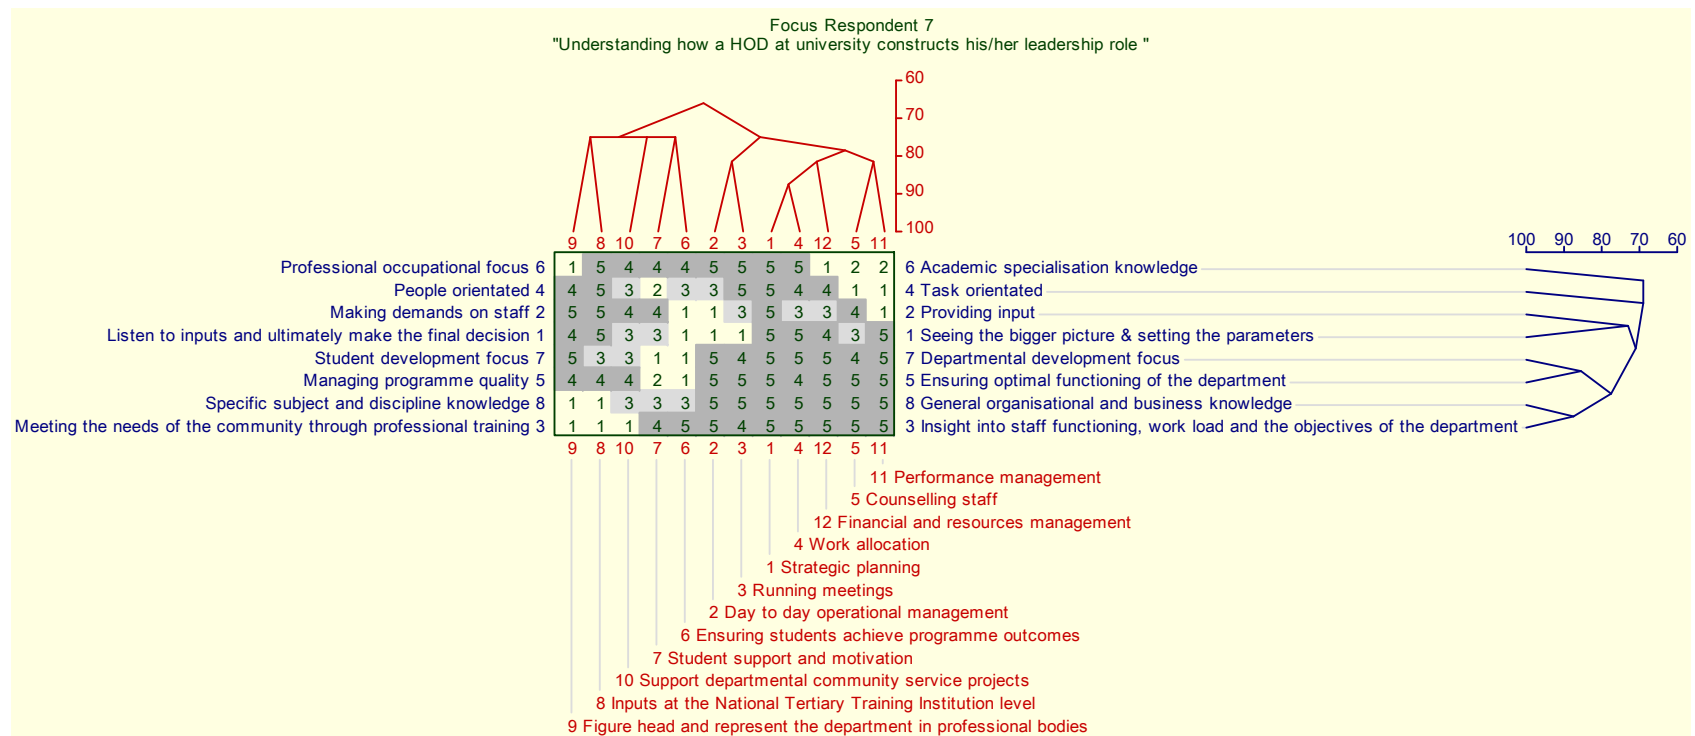 Focus Respondent 7
"Understanding how a HOD at university constructs his/her leadership role "
60
70
80
90
100
100 90 80 70 60
9 8 10 7 6 2 3 1 4 12 5 11
Professional occupational focus 6 1 5 4 4 4 5 5 5 5 1 2 2 6 Academic specialisation knowledge
People orientated 4 4 5 3 2 3 3 5 5 4 4 1 1 4 Task orientated
Making demands on staff 2 5 5 4 4 1 1 3 5 3 3 4 1 2 Providing input
Listen to inputs and ultimately make the final decision 1 4 5 3 3 1 1 1 5 5 4 3 5 1 Seeing the bigger picture & setting the parameters
Student development focus 7 5 3 3 1 1 5 4 5 5 5 4 5 7 Departmental development focus
Managing programme quality 5 4 4 4 2 1 5 5 5 4 5 5 5 5 Ensuring optimal functioning of the department
Specific subject and discipline knowledge 8 1 1 3 3 3 5 5 5 5 5 5 5 8 General organisational and business knowledge
Meeting the needs of the community through professional training 3 1 1 1 4 5 5 4 5 5 5 5 5 3 Insight into staff functioning, work load and the objectives of the department
9 8 10 7 6 2 3 1 4 12 5 11
11 Performance management
5 Counselling staff
12 Financial and resources management
4 Work allocation
1 Strategic planning
3 Running meetings
2 Day to day operational management
6 Ensuring students achieve programme outcomes
7 Student support and motivation
10 Support departmental community service projects
8 Inputs at the National Tertiary Training Institution level
9 Figure head and represent the department in professional bodies